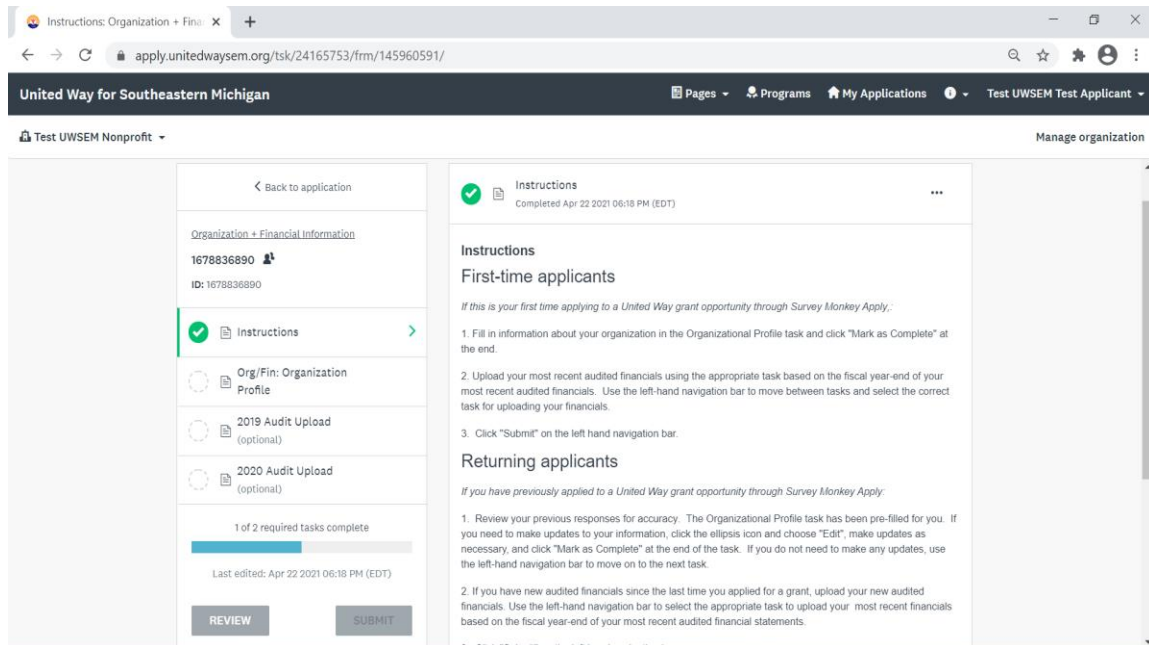 Instructions: Organization + Fina
apply.unitedwaysem.org/tsk/24165753/frm/145960591/
United Way for Southeastern Michigan
Pages
Programs
My Applications
Test UWSEM Test Applicant
Test UWSEM Nonprofit
Manage organization
Back to application
Organization + Financial Information
1678836890
ID: 1678836890
Instructions
Org/Fin: Organization
Profile
2019 Audit Upload
(optional)
2020 Audit Upload
(optional)
1 of 2 required tasks complete
Last edited: Apr 22 2021 06:18 PM (EDT)
REVIEW
SUBMIT
Instructions
Completed Apr 22 2021 06:18 PM (EDT)
Instructions
First-time applicants
If this is your first time applying to a United Way grant opportunity through Survey Monkey Apply,:
1. Fill in information about your organization in the Organizational Profile task and click "Mark as Complete" at
the end.
2. Upload your most recent audited financials using the appropriate task based on the fiscal year-end of your
most recent audited financials. Use the left-hand navigation bar to move between tasks and select the correct
task for uploading your financials.
3. Click "Submit" on the left hand navigation bar.
Returning applicants
If you have previously applied to a United Way grant opportunity through Survey Monkey Apply:
1. Review your previous responses for accuracy. The Organizational Profile task has been pre-filled for you. If
you need to make updates to your information, click the ellipsis icon and choose "Edit", make updates as
necessary, and click "Mark as Complete" at the end of the task. If you do not need to make any updates, use
the left-hand navigation bar to move on to the next task.
2. If you have new audited financials since the last time you applied for a grant, upload your new audited
financials. Use the left-hand navigation bar to select the appropriate task to upload your most recent financials
based on the fiscal year-end of your most recent audited financial statements.